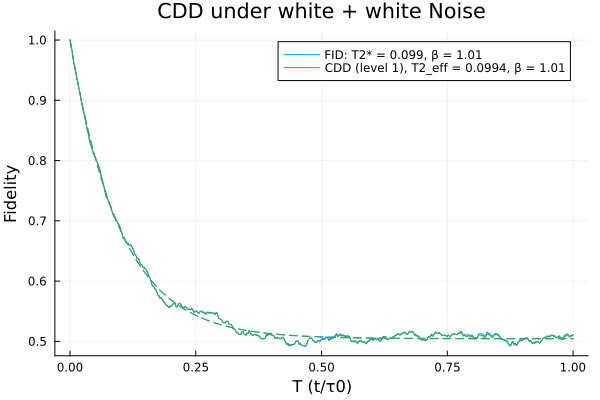 CDD under white + white Noise
FID: T2* = 0.099, β = 1.01
CDD (level 1), T2_eff = 0.0994, β = 1.01
1.0
0.9
0.8
0.7
0.6
0.5
Fidelity
0.00
0.25
0.50
0.75
1.00
T (t/τ0)